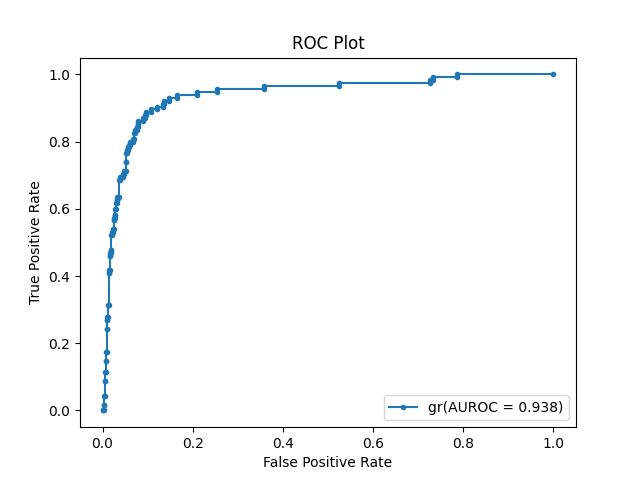 ROC Plot
1.0
0.8
0.6
0.4
0.2
0.0
True Positive Rate
gr(AUROC = 0.938)
0.0 0.2 0.4 0.6 0.8 1.0
False Positive Rate